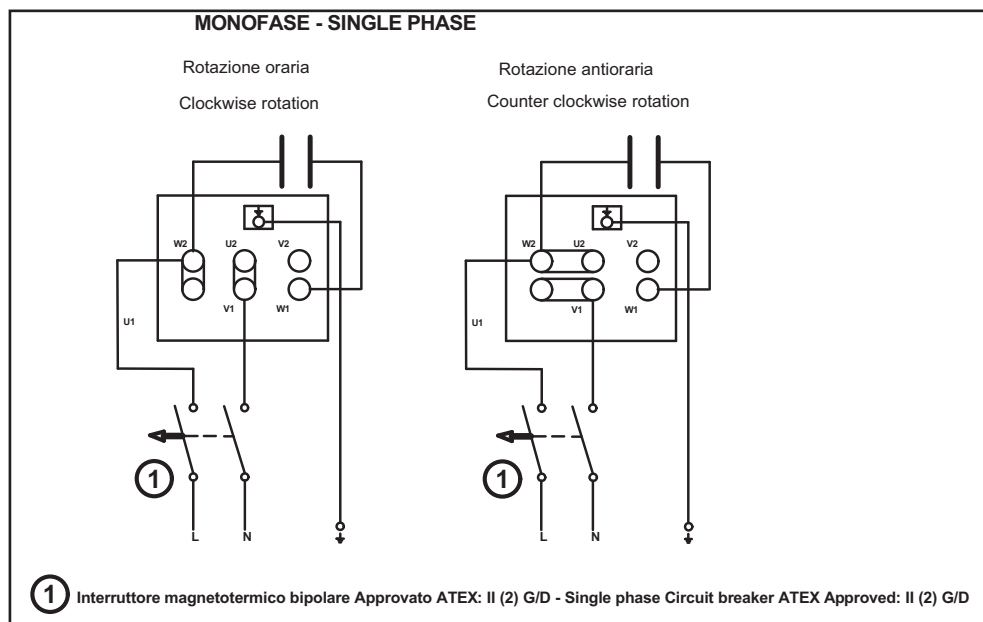 MONOFASE - SINGLE PHASE
Rotazione oraria
Clockwise rotation
Rotazione antioraria
Counter clockwise rotation
W2 U2 V2
U1 V1 W1
1
L N
W2 U2 V2
U1 V1 W1
1
L N
1 Interruttore magnetotermico bipolare Approvato ATEX: II (2) G/D - Single phase Circuit breaker ATEX Approved: II (2) G/D